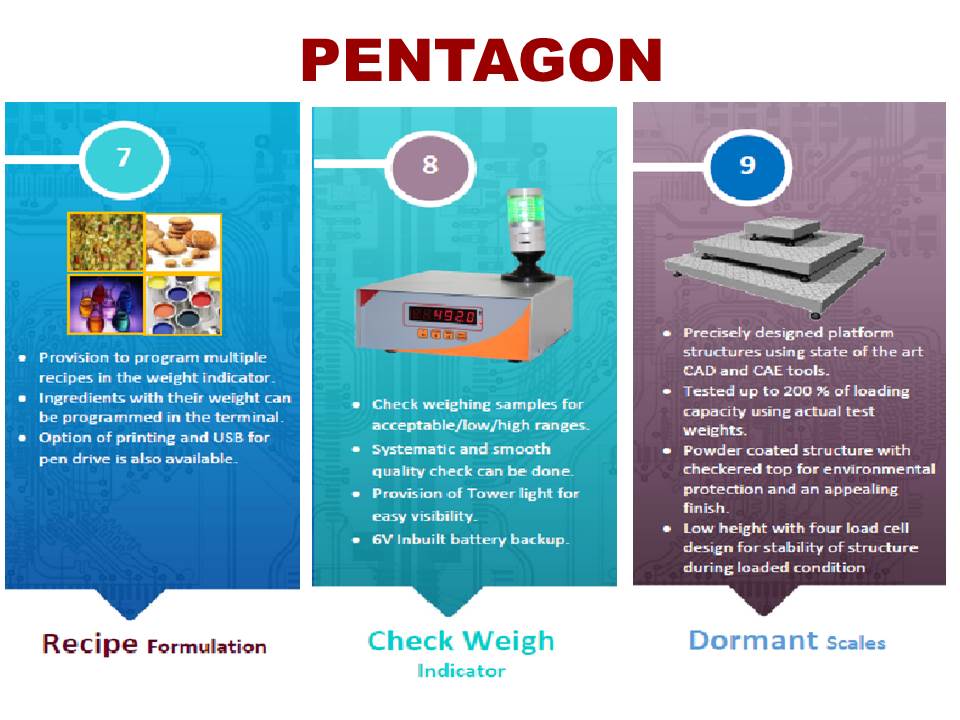 PENTAGON
7
● Provision to program multiple
recipes in the weight indicator.
● Ingredients with their weight can
be programmed in the terminal.
● Option of printing and USB for
pen drive is also available.
Recipe Formulation
8
4920
● Check weighing samples for
acceptable/low/high ranges.
● Systematic and smooth
quality check can be done.
● Provision of Tower light for
easy visibility.
● 6V Inbuilt battery backup.
Check Weigh
Indicator
9
● Precisely designed platform
structures using state of the art
CAD and CAE tools.
● Tested up to 200 % of loading
capacity using actual test
weights.
● Powder coated structure with
checkered top for environmental
protection and an appealing
finish.
● Low height with four load cell
design for stability of structure
during loaded condition
Dormant Scales